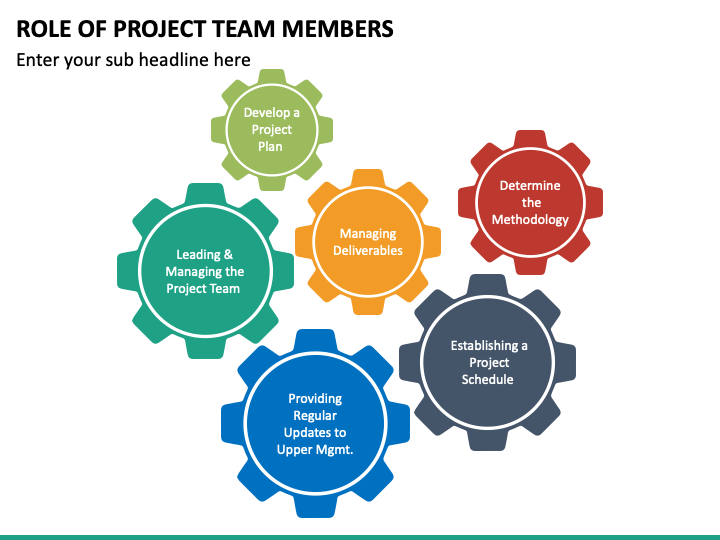 ROLE OF PROJECT TEAM MEMBERS
Enter your sub headline here
Develop a
Project
Plan
Determine
the
Methodology
Managing
Deliverables
Leading &
Managing the
Project Team
Establishing a
Project
Schedule
Providing
Regular
Updates to
Upper Mgmt.